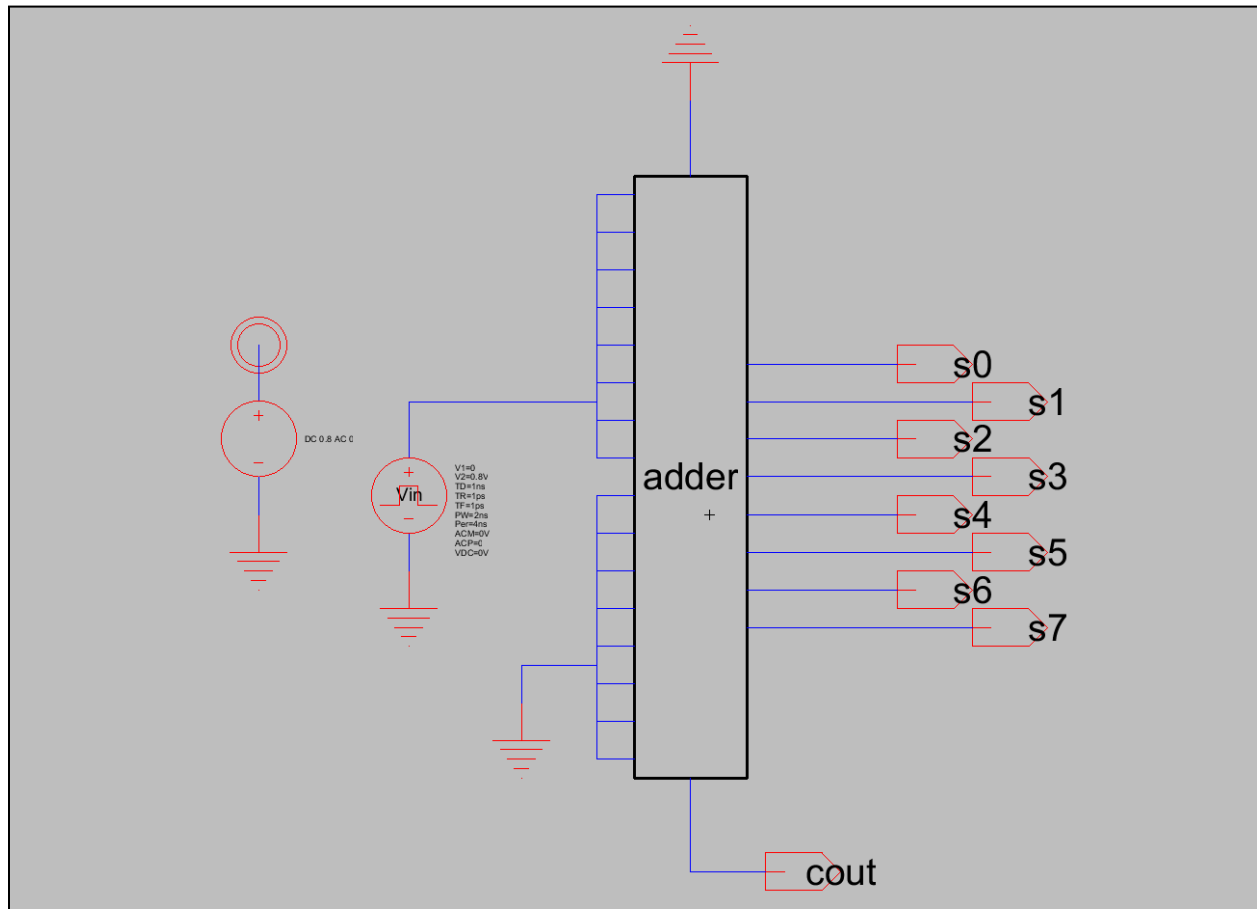 s0
s1
s2
DC 0.8 AC 0
V1=0
V2=0.8V
TD=1ns
TR=1ps
TF=1ps
PW=2ns
Per=4ns
ACM=0V
ACP=0
VDC=0V
Vin
adder
s3
s4
s5
s6
s7
cout